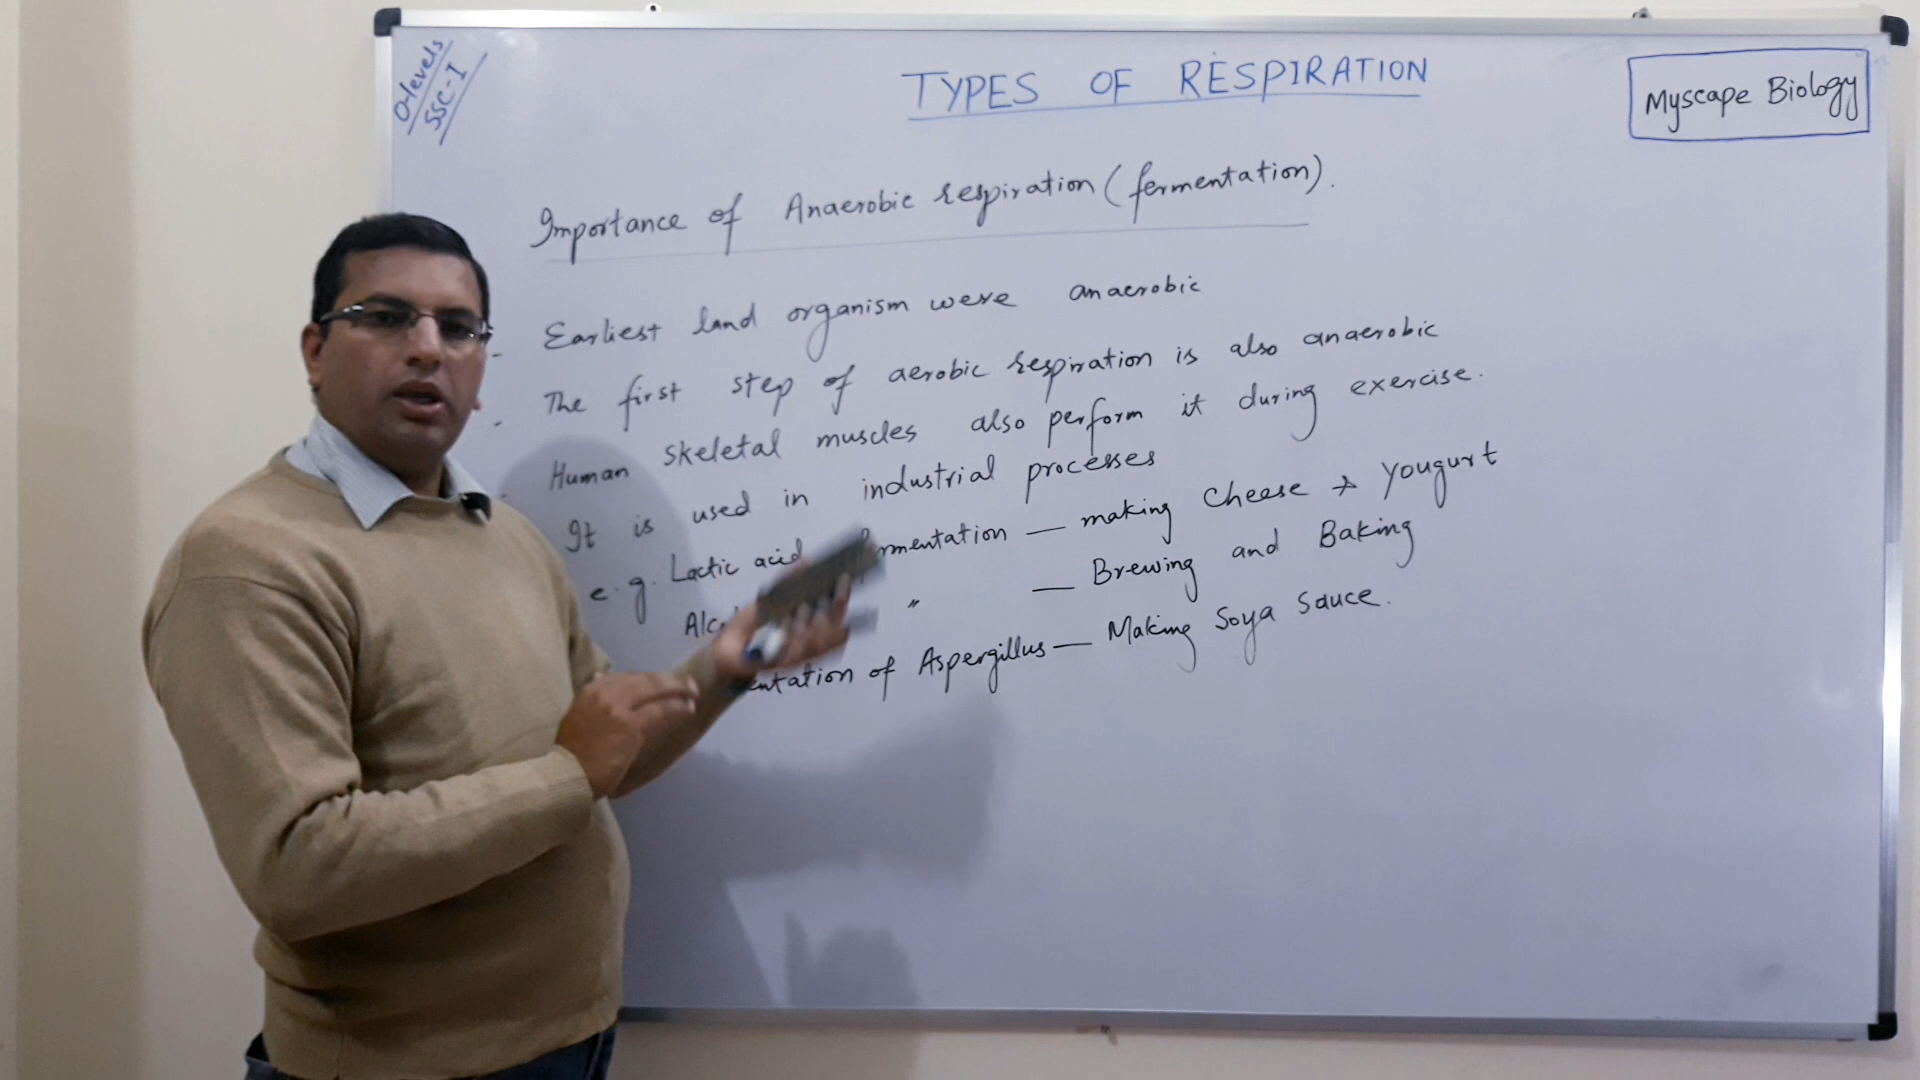 O-levels
SSC-I
TYPES OF RESPIRATION
Myscape Biology
Importance of Anaerobic respiration (fermentation).
- Earliest land organism were anaerobic
- The first step of aerobic respiration is also anaerobic
- Human skeletal muscles also perform it during exercise.
It is used in industrial processes
e.g. Lactic acid fermentation — making Cheese & Yougurt
" — Brewing and Baking
of Aspergillus — Making Soya Sauce.